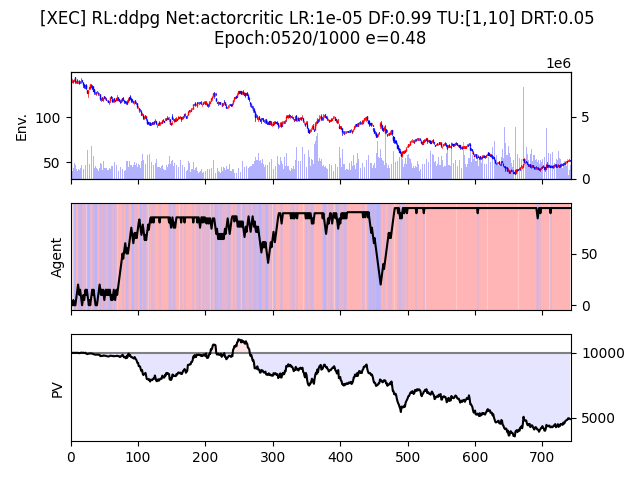 [XEC] RL:ddpg Net:actorcritic LR:1e-05 DF:0.99 TU:[1,10] DRT:0.05
Epoch:0520/1000 e=0.48
1e6
Env.
100
50
5
0
Agent
50
0
PV
10000
5000
0 100 200 300 400 500 600 700